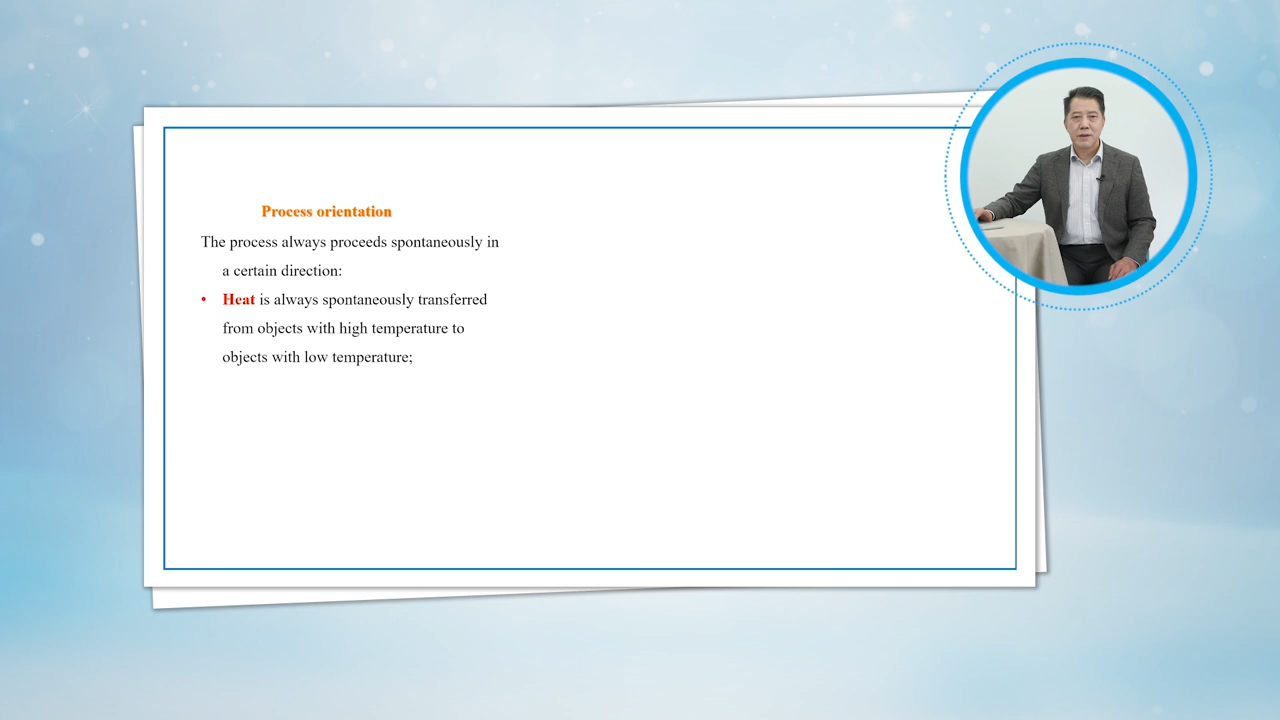 Process orientation
The process always proceeds spontaneously in
a certain direction:
• Heat is always spontaneously transferred
from objects with high temperature to
objects with low temperature;